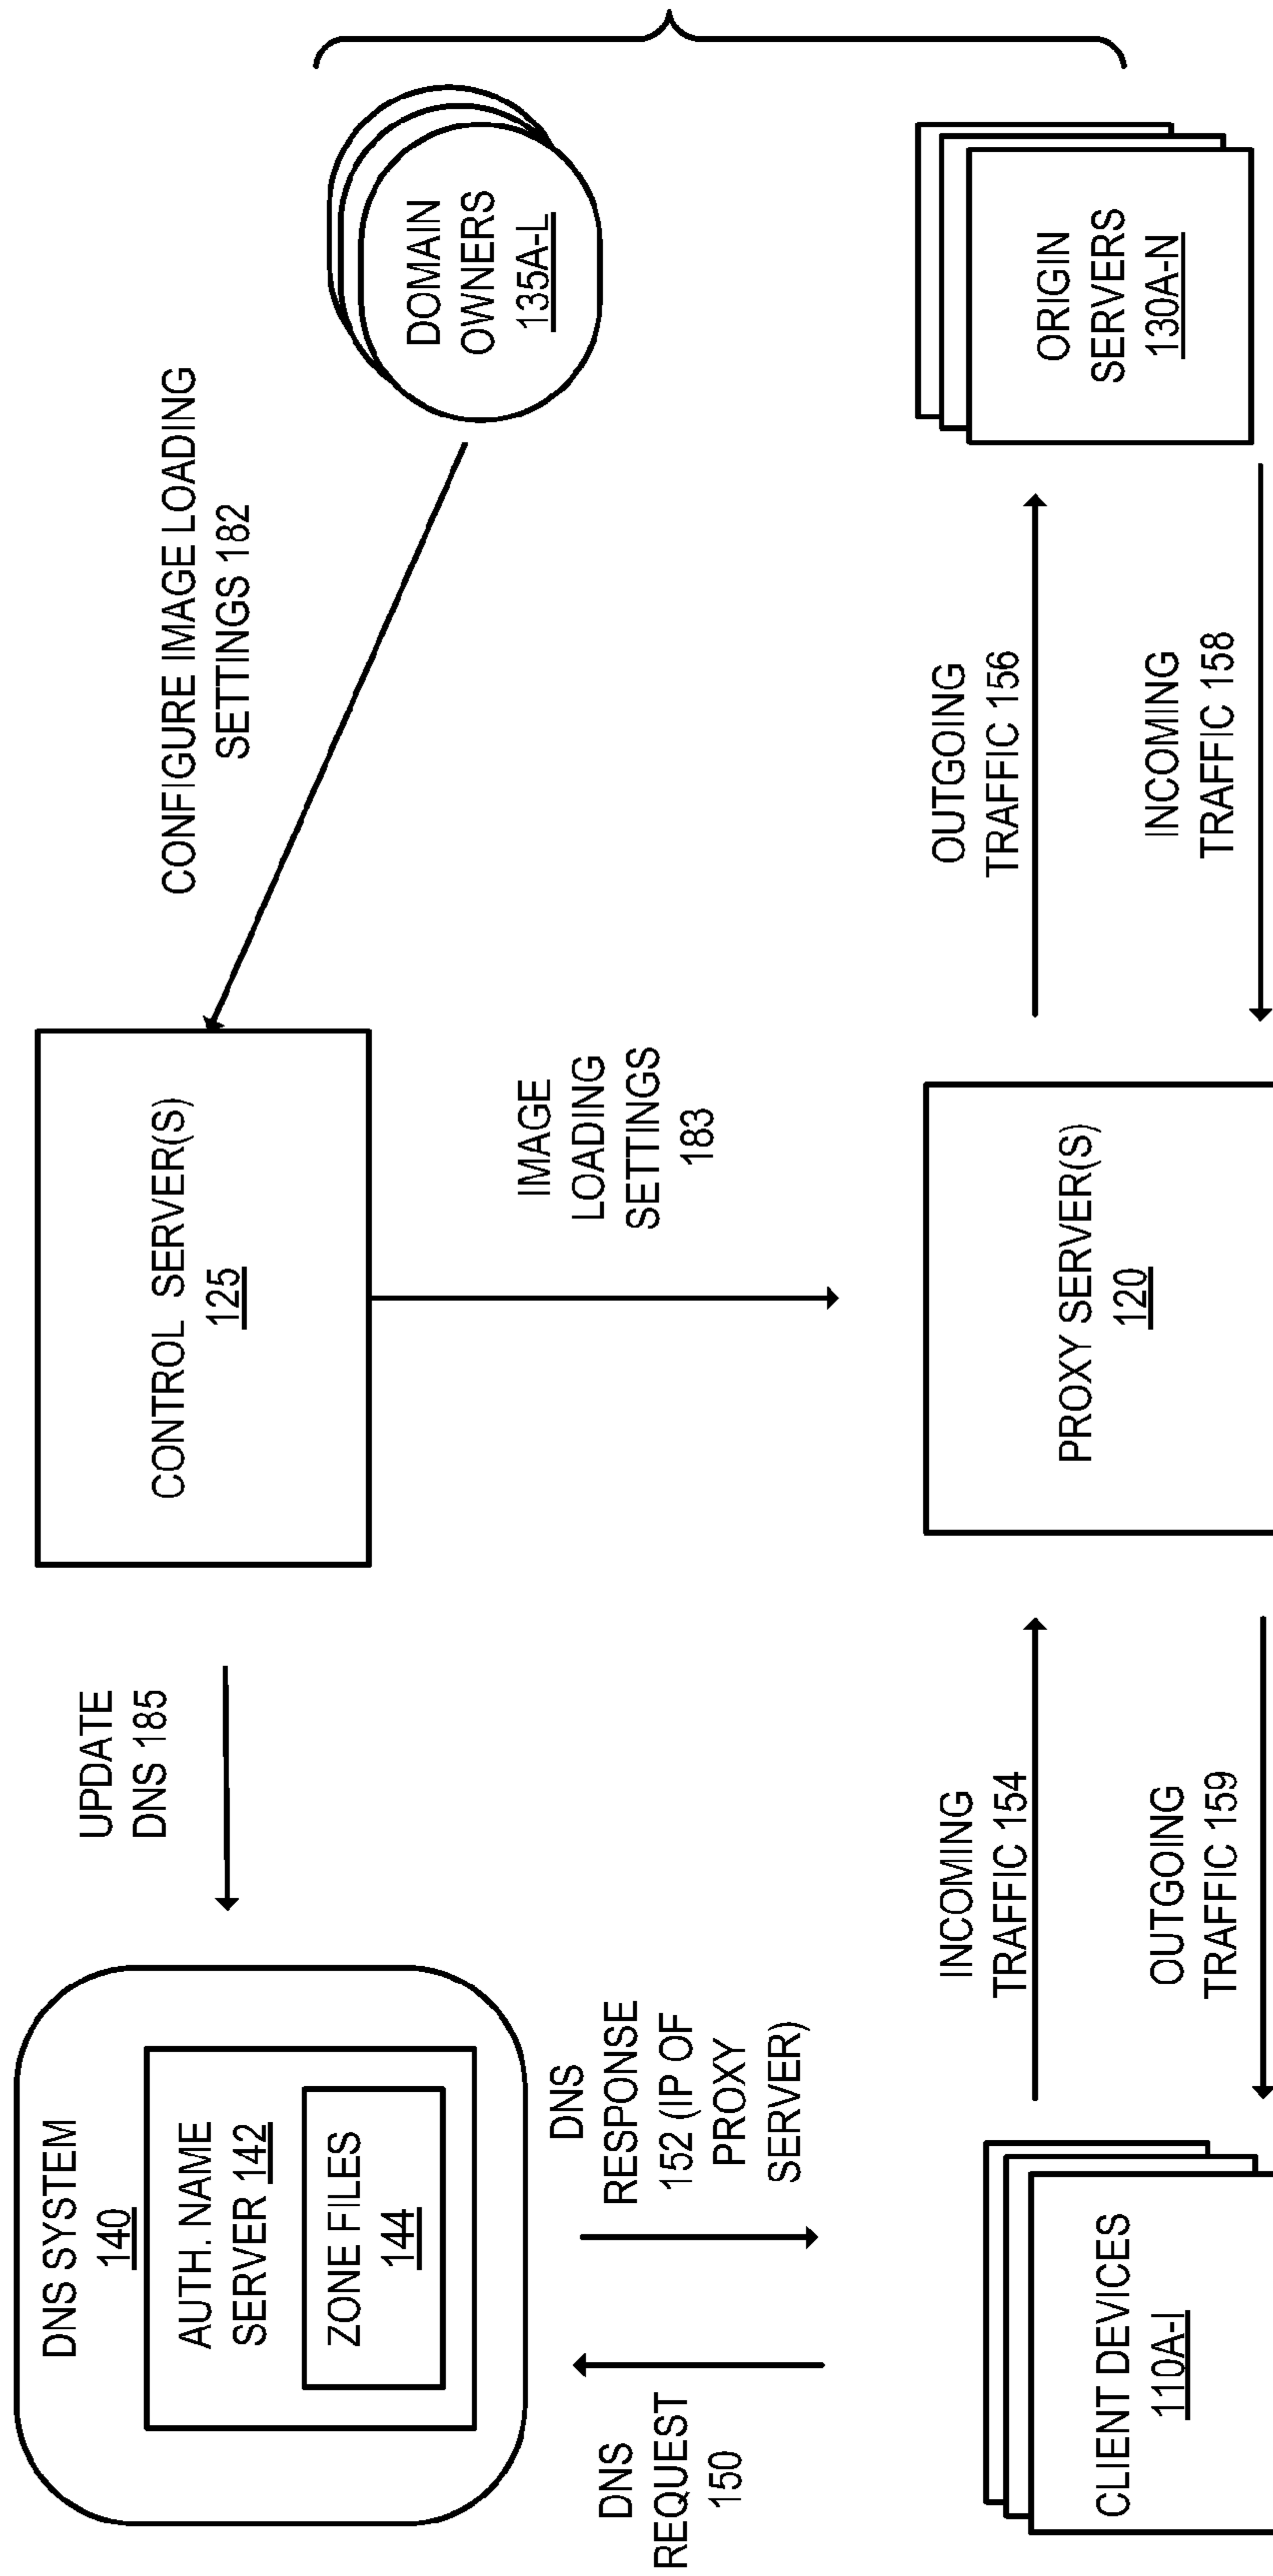 DNS SYSTEM
140
AUTH. NAME
SERVER 142
ZONE FILES
144
UPDATE
DNS 185
CONTROL SERVER(S)
125
CONFIGURE IMAGE LOADING
SETTINGS 182
DOMAIN
OWNERS
135A-L
DNS
REQUEST
150
DNS
RESPONSE
152 (IP OF
PROXY
SERVER)
IMAGE
LOADING
SETTINGS
183
CLIENT DEVICES
110A-I
INCOMING
TRAFFIC 154
OUTGOING
TRAFFIC 159
PROXY SERVER(S)
120
OUTGOING
TRAFFIC 156
INCOMING
TRAFFIC 158
ORIGIN
SERVERS
130A-N